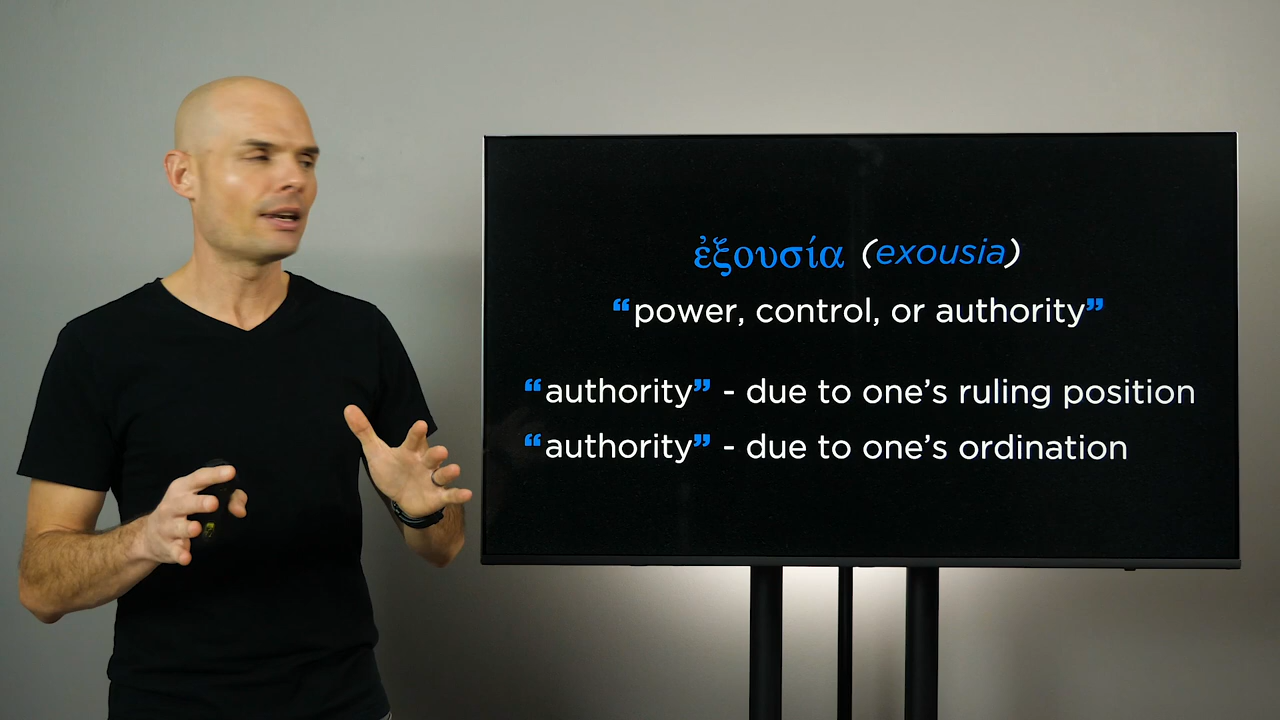 ἐξουσία (exousia)
“power, control, or authority”
“authority” - due to one’s ruling position
“authority” - due to one’s ordination